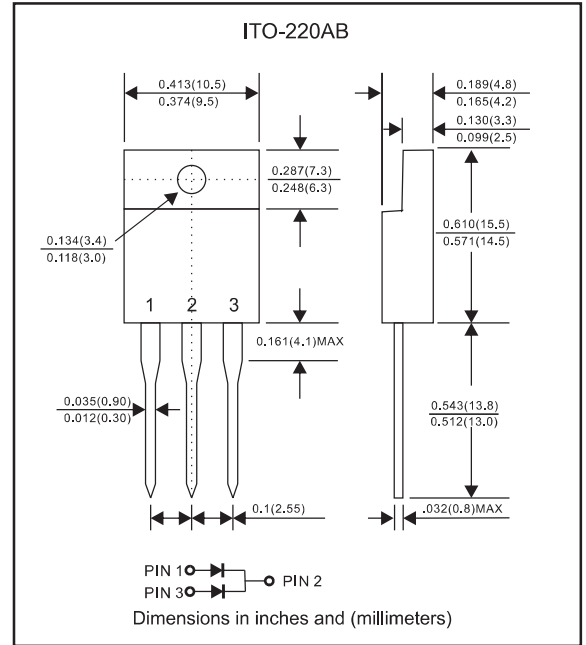 ITO-220AB
0.413(10.5)
0.374(9.5)
0.189(4.8)
0.165(4.2)
0.130(3.3)
0.099(2.5)
0.287(7.3)
0.248(6.3)
0.134(3.4)
0.118(3.0)
0.610(15.5)
0.571(14.5)
1 2 3
0.161(4.1)MAX
0.035(0.90)
0.012(0.30)
0.543(13.8)
0.512(13.0)
0.1(2.55)
.032(0.8)MAX
PIN 1
PIN 3
PIN 2
Dimensions in inches and (millimeters)